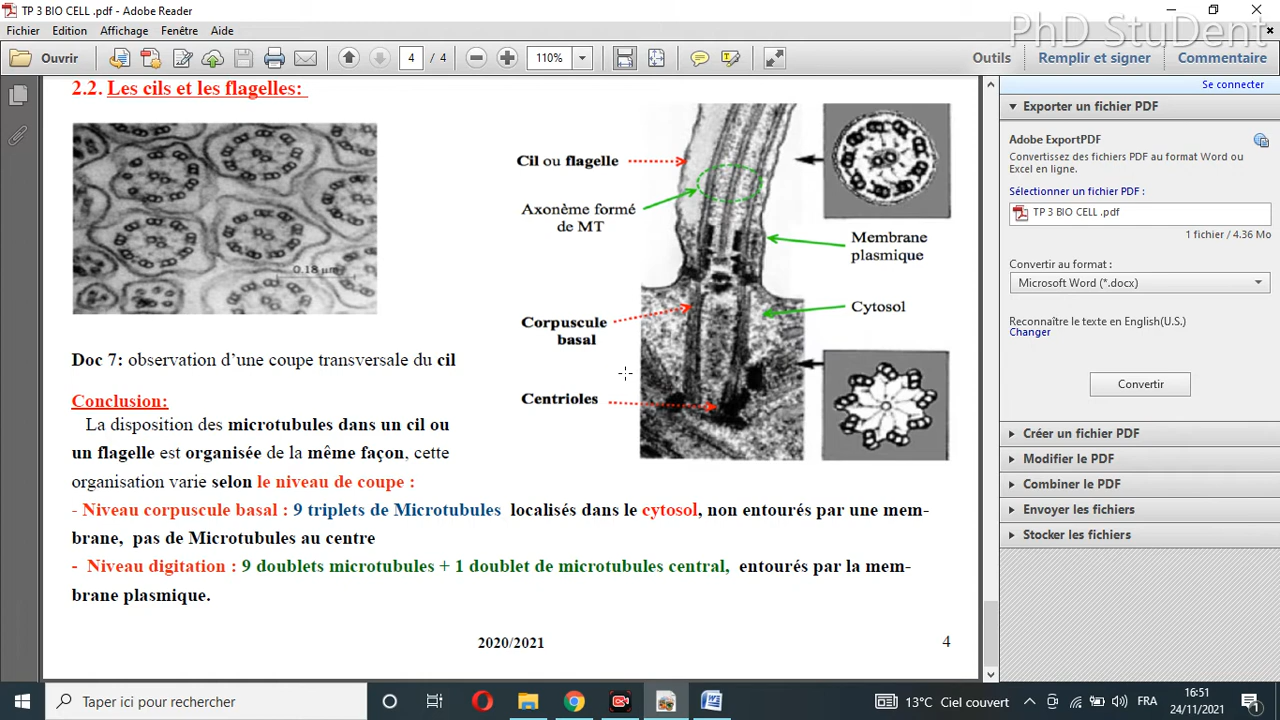 TP 3 BIO CELL .pdf - Adobe Reader
PhD StuDent
Fichier Edition Affichage Fenêtre Aide
Ouvrir
4 / 4
110%
Outils
Remplir et signer
Commentaire
Se connecter
2.2. Les cils et les flagelles:
Cil ou flagelle
Axonème formé
de MT
Membrane
plasmique
0.18 µm
Corpuscule
basal
Cytosol
Centrioles
Doc 7: observation d’une coupe transversale du cil
Conclusion:
La disposition des microtubules dans un cil ou
un flagelle est organisée de la même façon, cette
organisation varie selon le niveau de coupe :
- Niveau corpuscule basal : 9 triplets de Microtubules localisés dans le cytosol, non entourés par une mem-
brane, pas de Microtubules au centre
- Niveau digitation : 9 doublets microtubules + 1 doublet de microtubules central, entourés par la mem-
brane plasmique.
2020/2021
4
Exporter un fichier PDF
Adobe ExportPDF
Convertissez des fichiers PDF au format Word ou
Excel en ligne.
Sélectionner un fichier PDF :
TP 3 BIO CELL .pdf
1 fichier / 4.36 Mo
Convertir au format :
Microsoft Word (*.docx)
Reconnaître le texte en English(U.S.)
Changer
Convertir
Créer un fichier PDF
Modifier le PDF
Combiner le PDF
Envoyer les fichiers
Stocker les fichiers
Taper ici pour rechercher
13°C Ciel couvert
FRA
16:51
24/11/2021
1